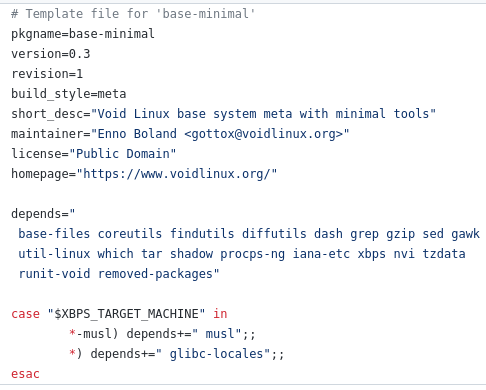 # Template file for 'base-minimal'
pkgname=base-minimal
version=0.3
revision=1
build_style=meta
short_desc="Void Linux base system meta with minimal tools"
maintainer="Enno Boland <gottox@voidlinux.org>"
license="Public Domain"
homepage="https://www.voidlinux.org/"

depends="
 base-files coreutils findutils diffutils dash grep gzip sed gawk
 util-linux which tar shadow procps-ng iana-etc xbps nvi tzdata
 runit-void removed-packages"

case "$XBPS_TARGET_MACHINE" in
        *-musl) depends+=" musl";;
        *) depends+=" glibc-locales";;
esac